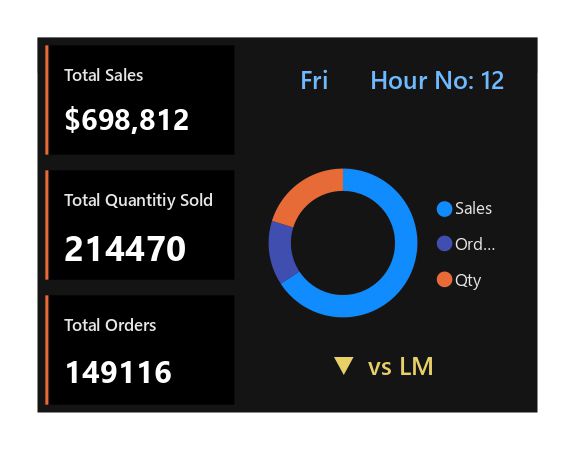 Total Sales
$698,812
Total Quantitiy Sold
214470
Total Orders
149116
Fri Hour No: 12
Sales
Ord...
Qty
▼ vs LM